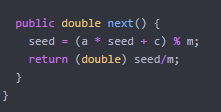 public double next() {
seed = (a * seed + c) % m;
return (double) seed/m;
}
}